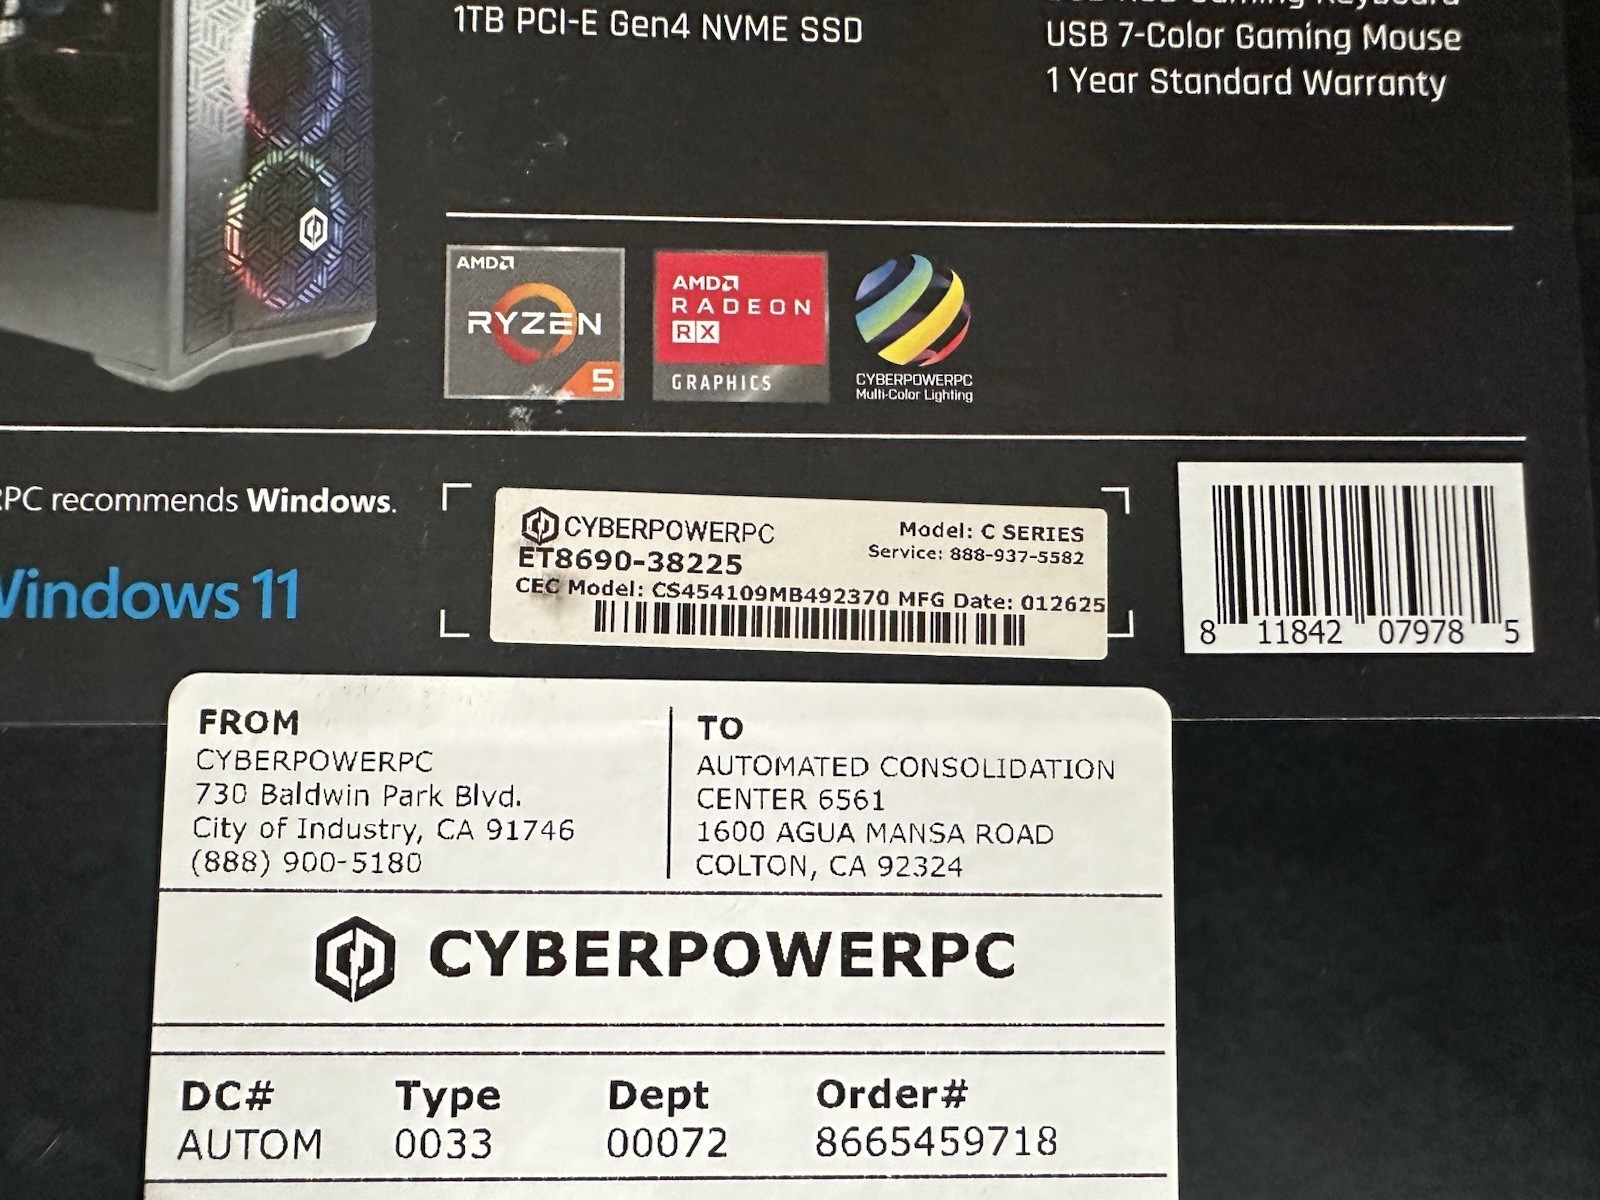 1TB PCI-E Gen4 NVME SSD
Gaming Keyboard
USB 7-Color Gaming Mouse
1 Year Standard Warranty
AMD
RYZEN
5
AMD
RADEON
RX
GRAPHICS
CYBERPOWERPC
Multi-Color Lighting
RPC recommends Windows.
Windows 11
CYBERPOWERPC
Model: C SERIES
ET8690-38225
Service: 888-937-5582
CEC Model: CS454109MB492370 MFG Date: 012625
8 11842 07978 5
FROM
CYBERPOWERPC
730 Baldwin Park Blvd.
City of Industry, CA 91746
(888) 900-5180
TO
AUTOMATED CONSOLIDATION
CENTER 6561
1600 AGUA MANSA ROAD
COLTON, CA 92324
CYBERPOWERPC
DC# Type Dept Order#
AUTOM 0033 00072 8665459718